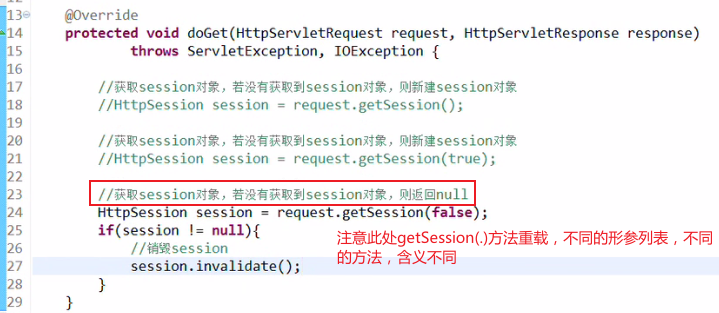 13 @Override
14 protected void doGet(HttpServletRequest request, HttpServletResponse response)
15 throws ServletException, IOException {
16
17 //获取session对象，若没有获取到session对象，则新建session对象
18 //HttpSession session = request.getSession();
19
20 //获取session对象，若没有获取到session对象，则新建session对象
21 //HttpSession session = request.getSession(true);
22
23 //获取session对象，若没有获取到session对象，则返回null
24 HttpSession session = request.getSession(false);
25 if(session != null){
26 //销毁session
27 session.invalidate();
28 }
29 }
注意此处getSession(.)方法重载，不同的形参列表，不同
的方法，含义不同